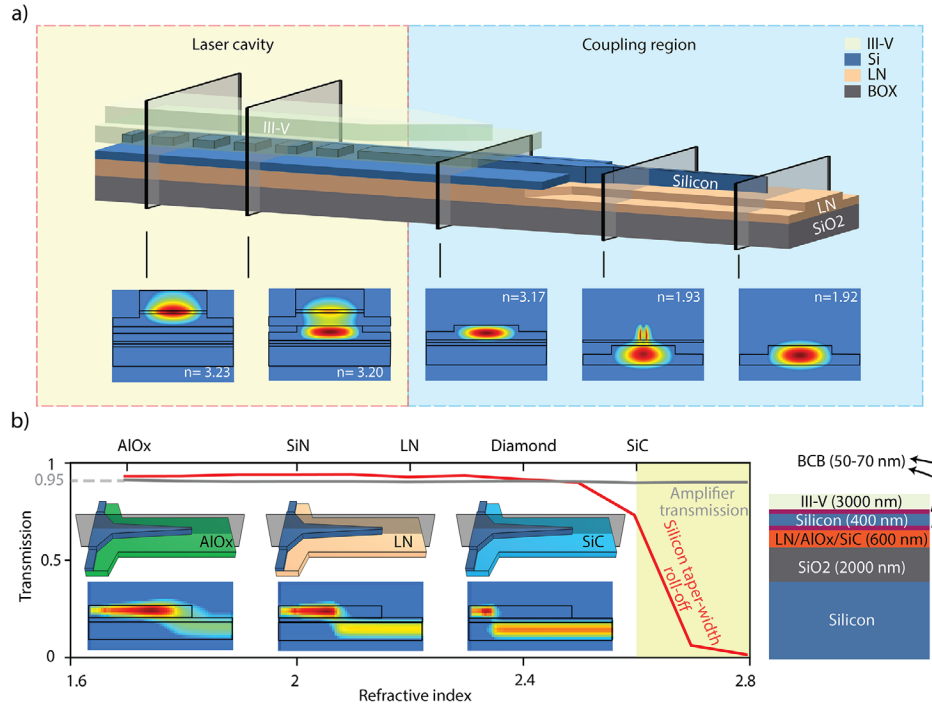 a)
Laser cavity
Coupling region
III-V
Si
LN
BOX
III-V
Silicon
LN
SiO2
n= 3.23
n= 3.20
n=3.17
n=1.93
n=1.92
b)
AlOx
SiN
LN
Diamond
SiC
1
0.95
0.5
0
Transmission
Amplifier
transmission
Silicon taper-width
roll-off
AlOx
LN
SiC
1.6
2
2.4
2.8
Refractive index
BCB (50-70 nm)
III-V (3000 nm)
Silicon (400 nm)
LN/AlOx/SiC (600 nm)
SiO2 (2000 nm)
Silicon